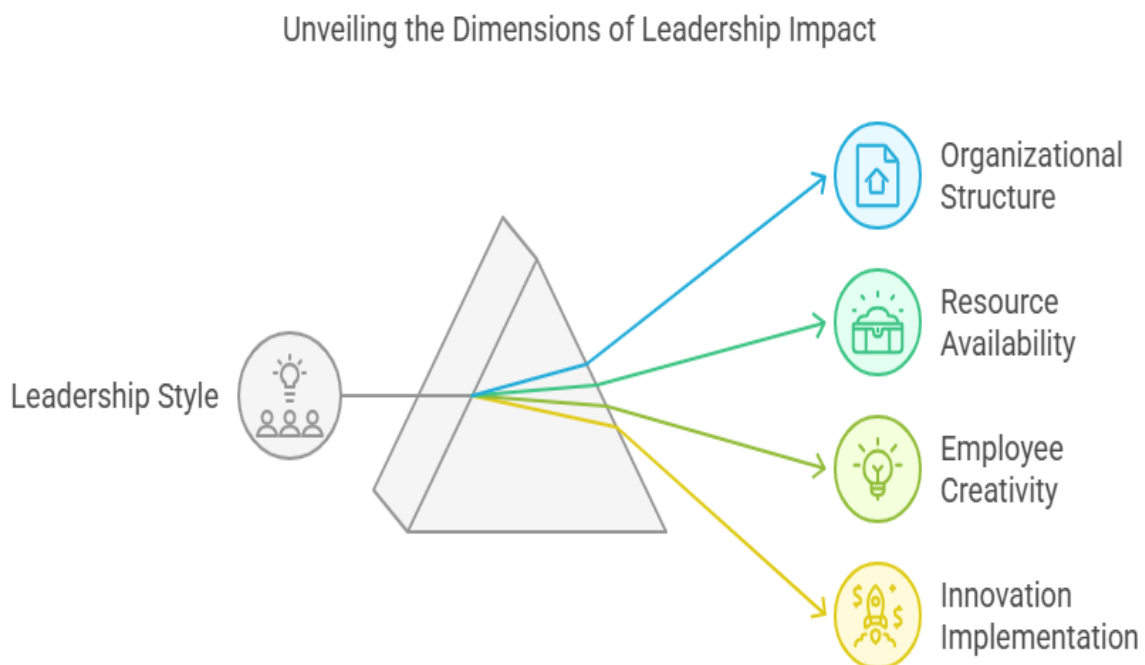 Unveiling the Dimensions of Leadership Impact
Organizational
Structure
Resource
Availability
Leadership Style
Employee
Creativity
Innovation
Implementation